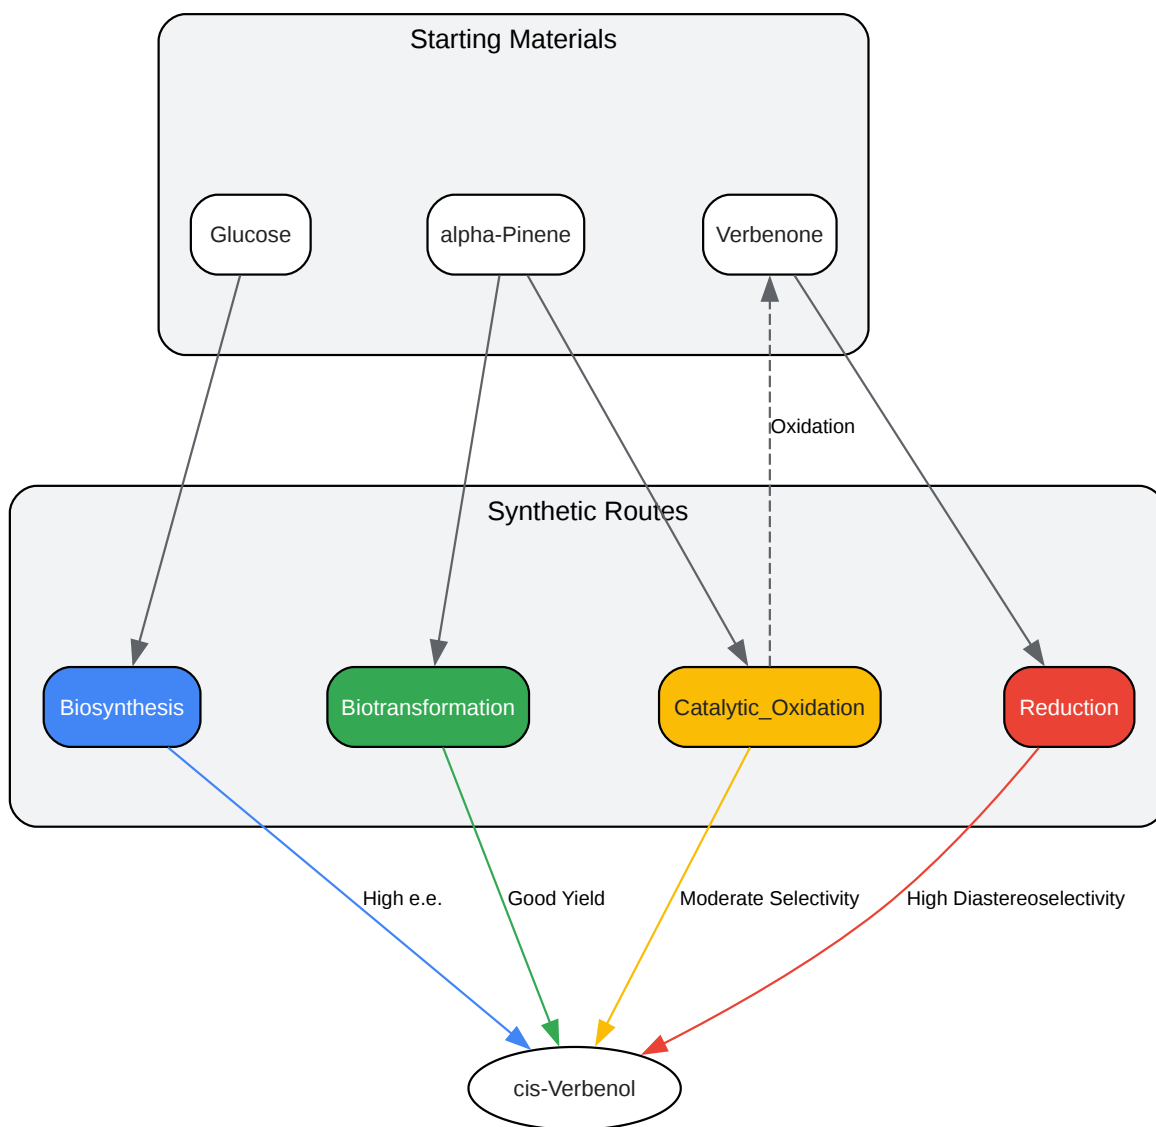 Starting Materials
Glucose
alpha-Pinene
Verbenone
Oxidation
Synthetic Routes
Biosynthesis
Biotransformation
Catalytic_Oxidation
Reduction
High e.e.
Good Yield
Moderate Selectivity
High Diastereoselectivity
cis-Verbenol